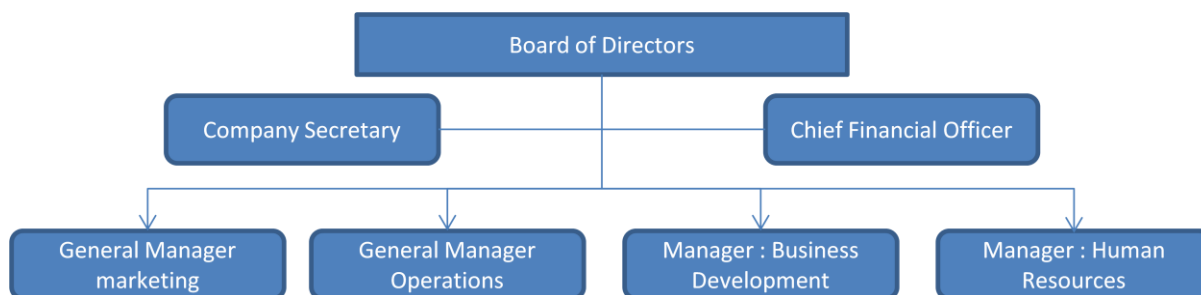 Board of Directors
Company Secretary
Chief Financial Officer
General Manager
marketing
General Manager
Operations
Manager : Business
Development
Manager : Human
Resources